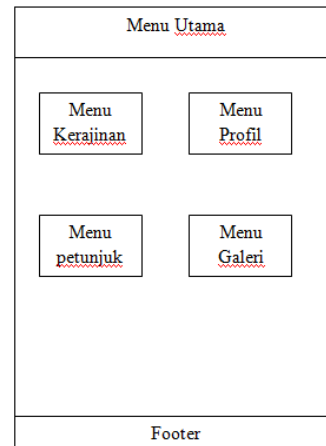 Menu Utama
Menu
Kerajinan
Menu
Profil
Menu
petunjuk
Menu
Galeri
Footer